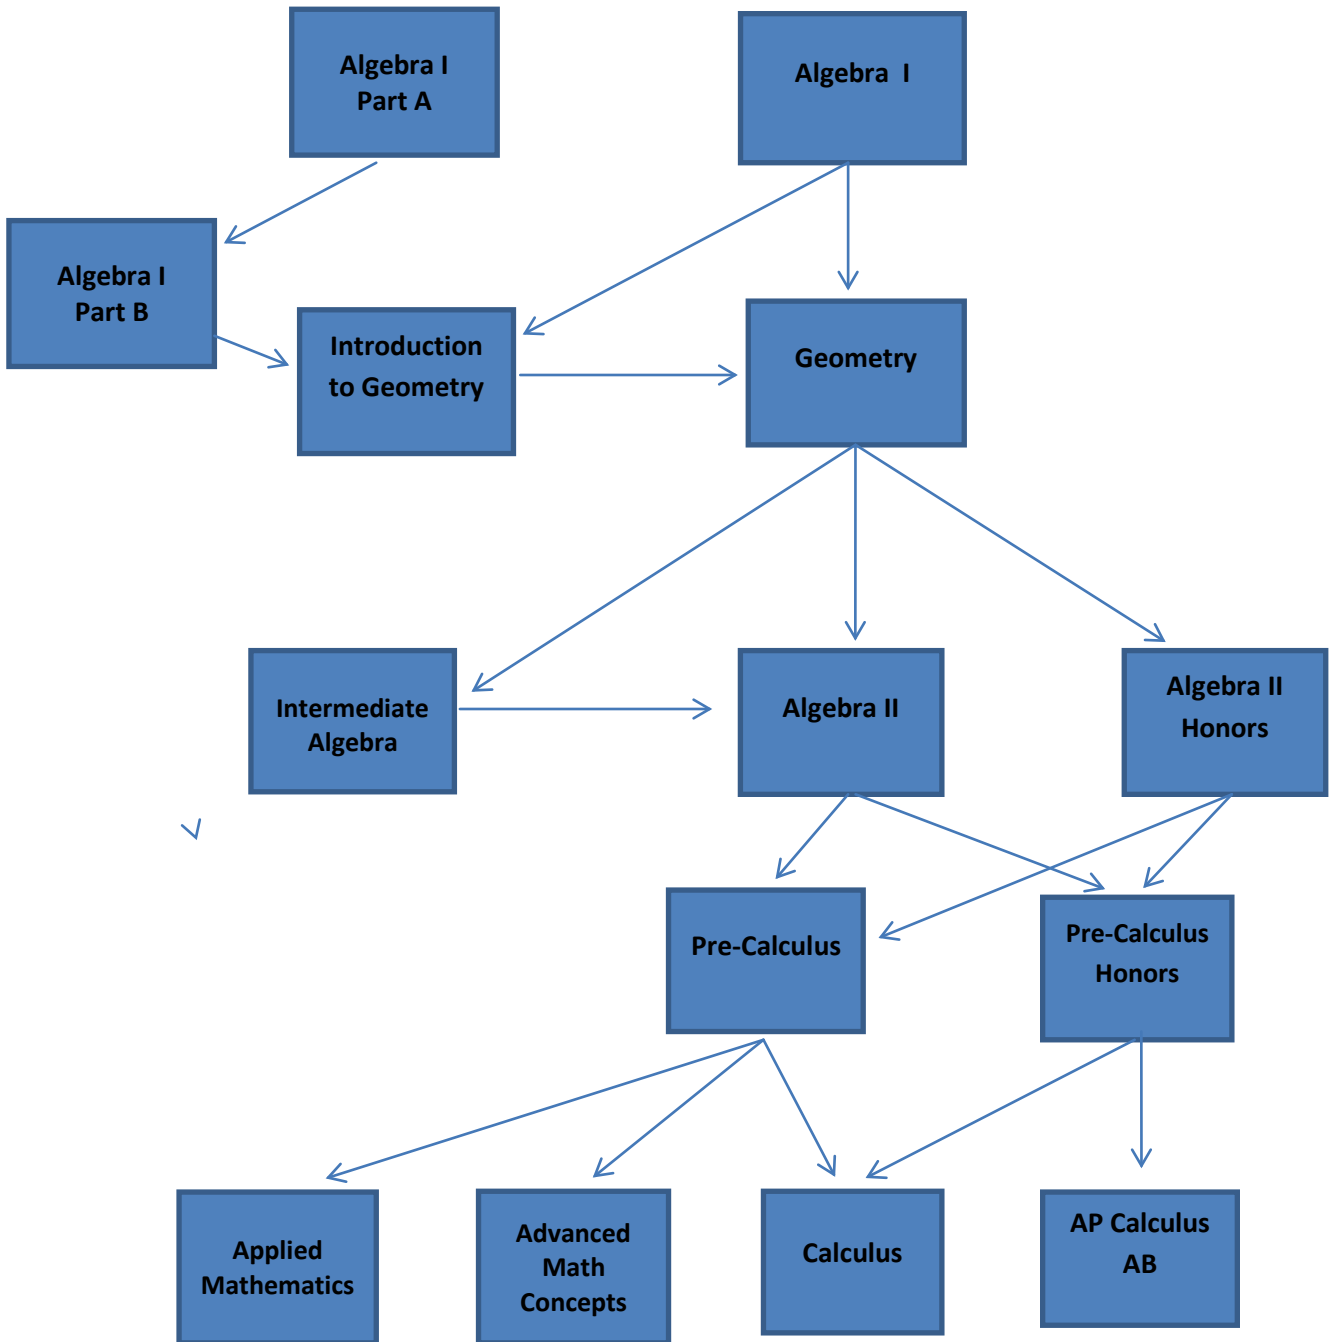 Algebra I
Part A
Algebra I
Algebra I
Part B
Introduction
to Geometry
Geometry
Intermediate
Algebra
Algebra II
Algebra II
Honors
Pre-Calculus
Pre-Calculus
Honors
Applied
Mathematics
Advanced
Math
Concepts
Calculus
AP Calculus
AB